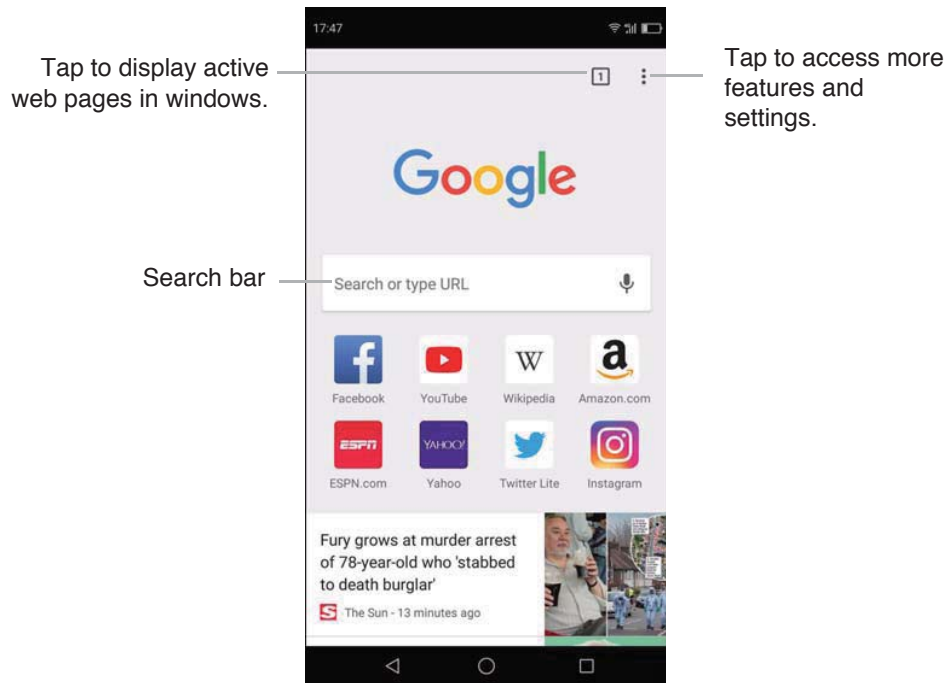 17:47
Tap to display active
web pages in windows.
1
Tap to access more
features and
settings.
Google
Search bar
Search or type URL
f
W
a
Facebook
YouTube
Wikipedia
Amazon.com
ESPN
YAHOO!
ESPN.com
Yahoo
Twitter Lite
Instagram
Fury grows at murder arrest
of 78-year-old who 'stabbed
to death burglar'
S The Sun - 13 minutes ago